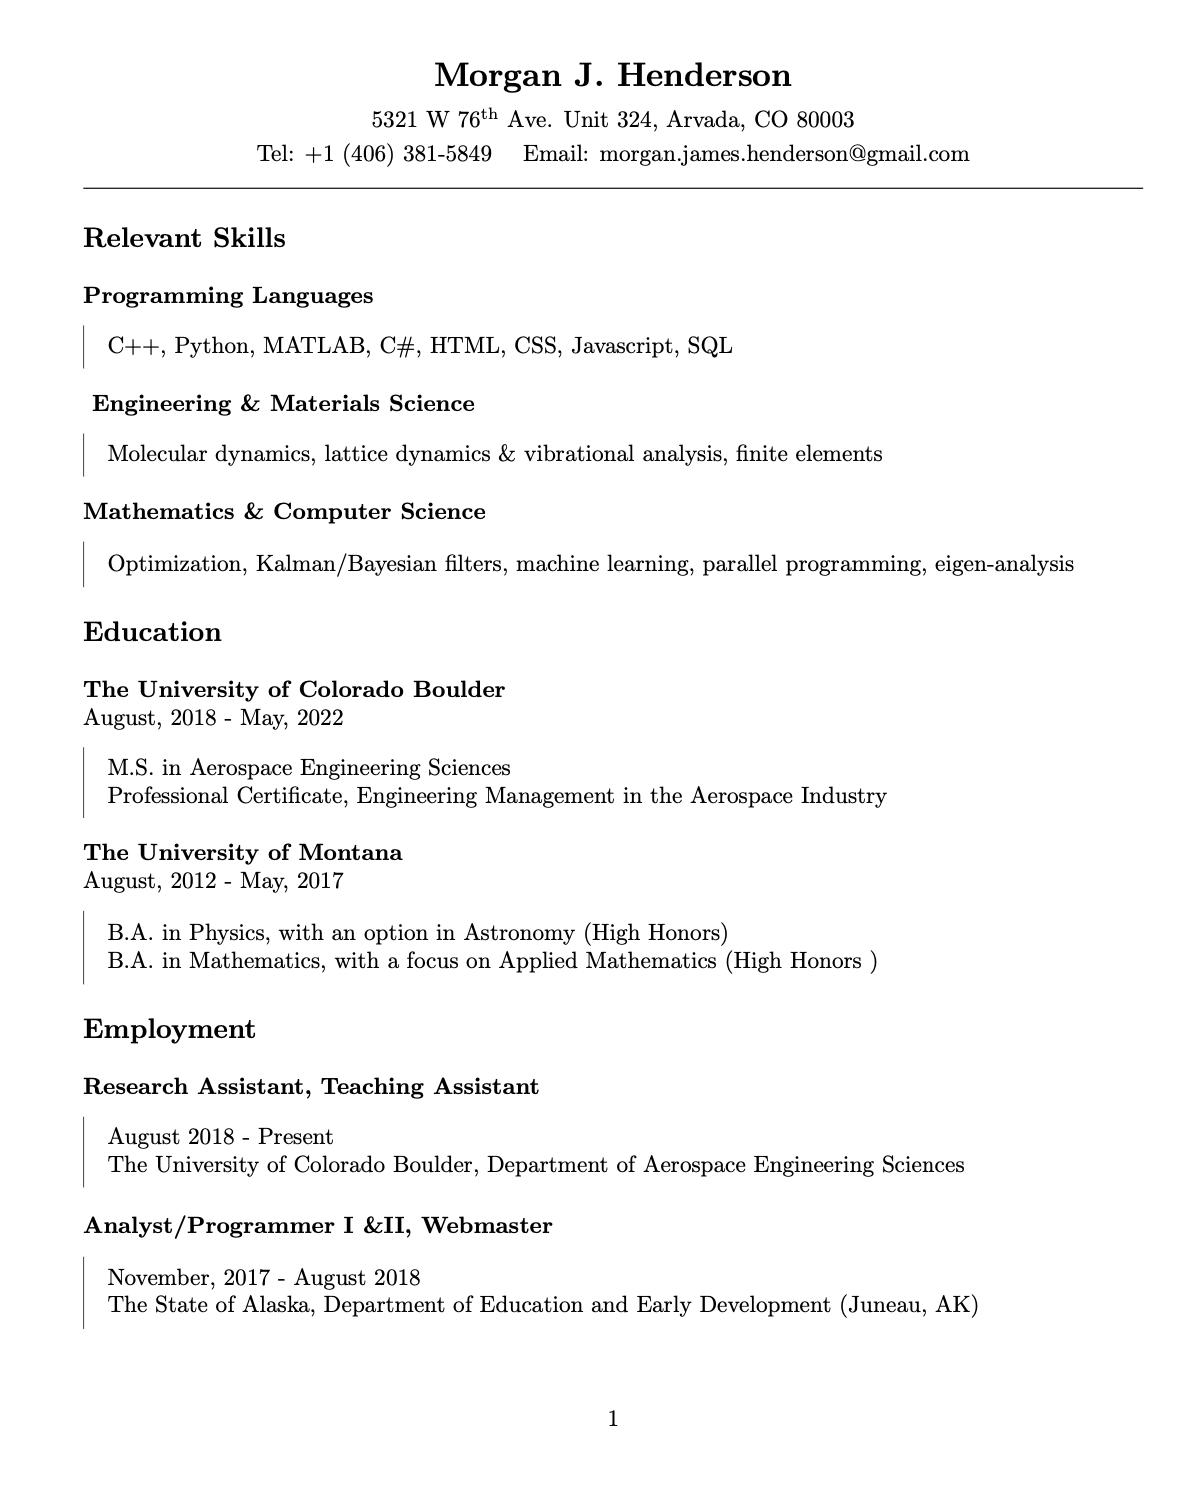 Morgan J. Henderson
5321 W 76th Ave. Unit 324, Arvada, CO 80003
Tel: +1 (406) 381-5849 Email: morgan.james.henderson@gmail.com
Relevant Skills
Programming Languages
C++, Python, MATLAB, C#, HTML, CSS, Javascript, SQL
Engineering & Materials Science
Molecular dynamics, lattice dynamics & vibrational analysis, finite elements
Mathematics & Computer Science
Optimization, Kalman/Bayesian filters, machine learning, parallel programming, eigen-analysis
Education
The University of Colorado Boulder
August, 2018 - May, 2022
M.S. in Aerospace Engineering Sciences
Professional Certificate, Engineering Management in the Aerospace Industry
The University of Montana
August, 2012 - May, 2017
B.A. in Physics, with an option in Astronomy (High Honors)
B.A. in Mathematics, with a focus on Applied Mathematics (High Honors )
Employment
Research Assistant, Teaching Assistant
August 2018 - Present
The University of Colorado Boulder, Department of Aerospace Engineering Sciences
Analyst/Programmer I &II, Webmaster
November, 2017 - August 2018
The State of Alaska, Department of Education and Early Development (Juneau, AK)
1